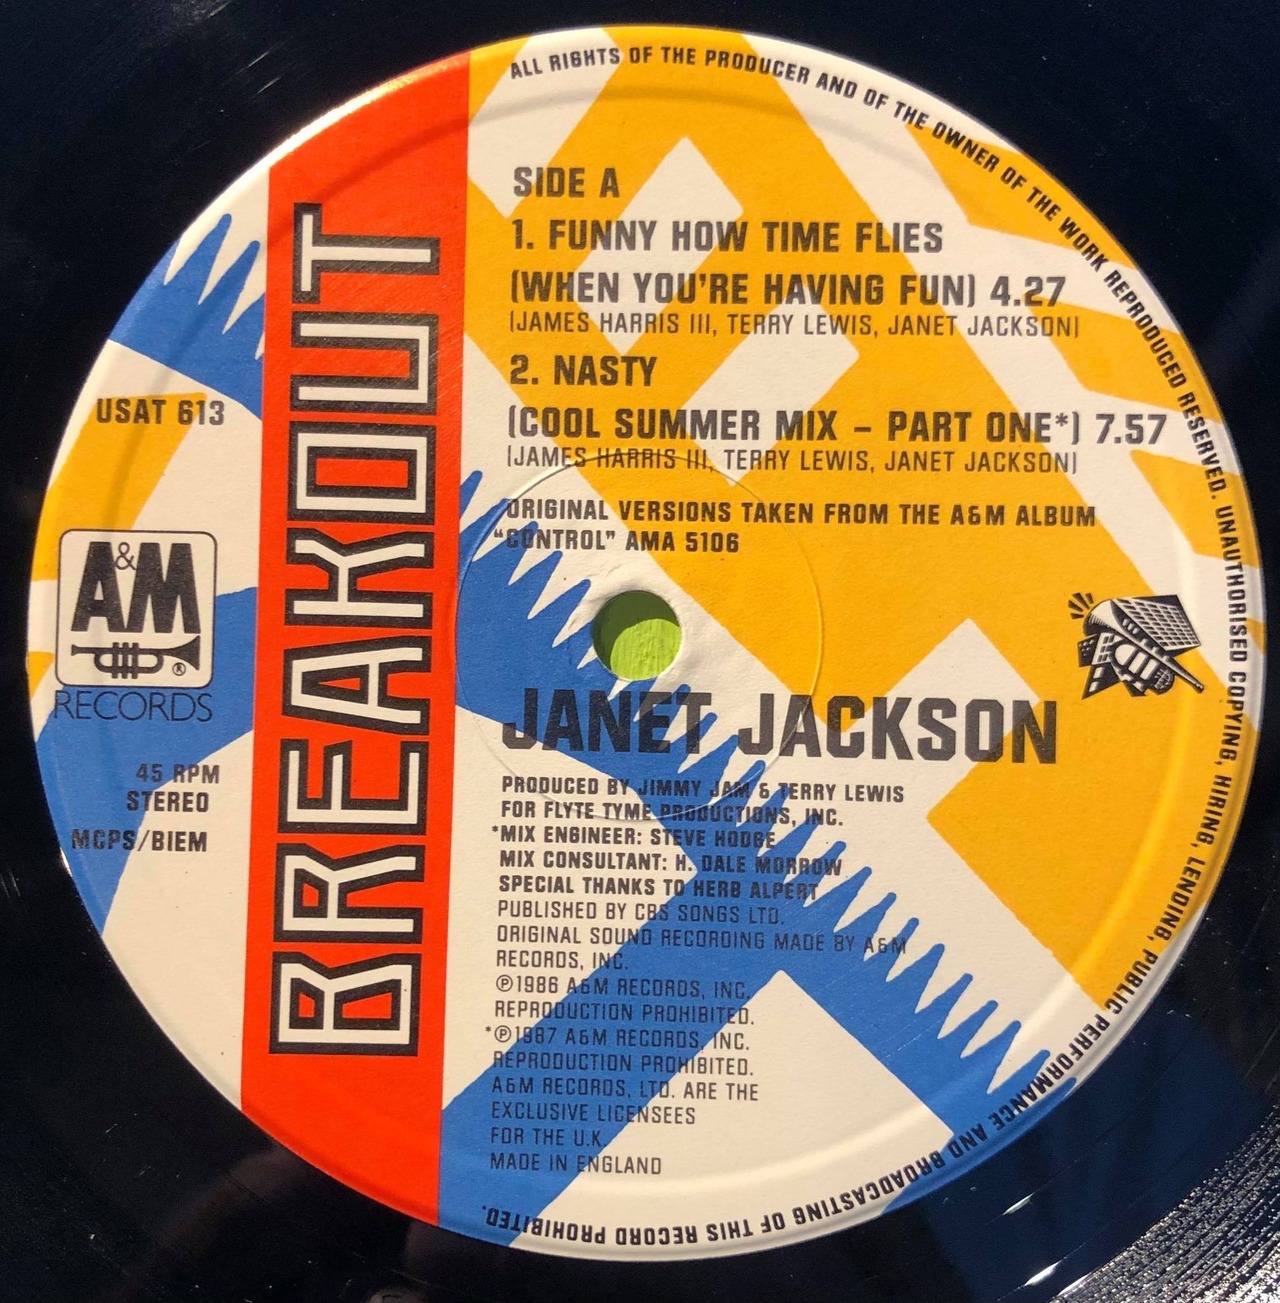 ALL RIGHTS OF THE PRODUCER AND OF THE OWNER OF THE WORK REPRODUCED RESERVED. UNAUTHORISED COPYING, HIRING, LENDING, PUBLIC PERFORMANCE AND BROADCASTING OF THIS RECORD PROHIBITED.
BREAKOUT
USAT 613
A&M
®
RECORDS
45 RPM
STEREO
MCPS/BIEM
SIDE A
1. FUNNY HOW TIME FLIES
(WHEN YOU'RE HAVING FUN) 4.27
(JAMES HARRIS III, TERRY LEWIS, JANET JACKSON)
2. NASTY
(COOL SUMMER MIX – PART ONE*) 7.57
(JAMES HARRIS III, TERRY LEWIS, JANET JACKSON)
ORIGINAL VERSIONS TAKEN FROM THE A&M ALBUM
“CONTROL” AMA 5106
JANET JACKSON
PRODUCED BY JIMMY JAM & TERRY LEWIS
FOR FLYTE TYME PRODUCTIONS, INC.
*MIX ENGINEER: STEVE HODGE
MIX CONSULTANT: H. DALE MORROW
SPECIAL THANKS TO HERB ALPERT
PUBLISHED BY CBS SONGS LTD.
ORIGINAL SOUND RECORDING MADE BY A&M
RECORDS, INC.
℗1986 A&M RECORDS, INC.
REPRODUCTION PROHIBITED.
*℗1987 A&M RECORDS, INC.
REPRODUCTION PROHIBITED.
A&M RECORDS, LTD. ARE THE
EXCLUSIVE LICENSEES
FOR THE U.K.
MADE IN ENGLAND